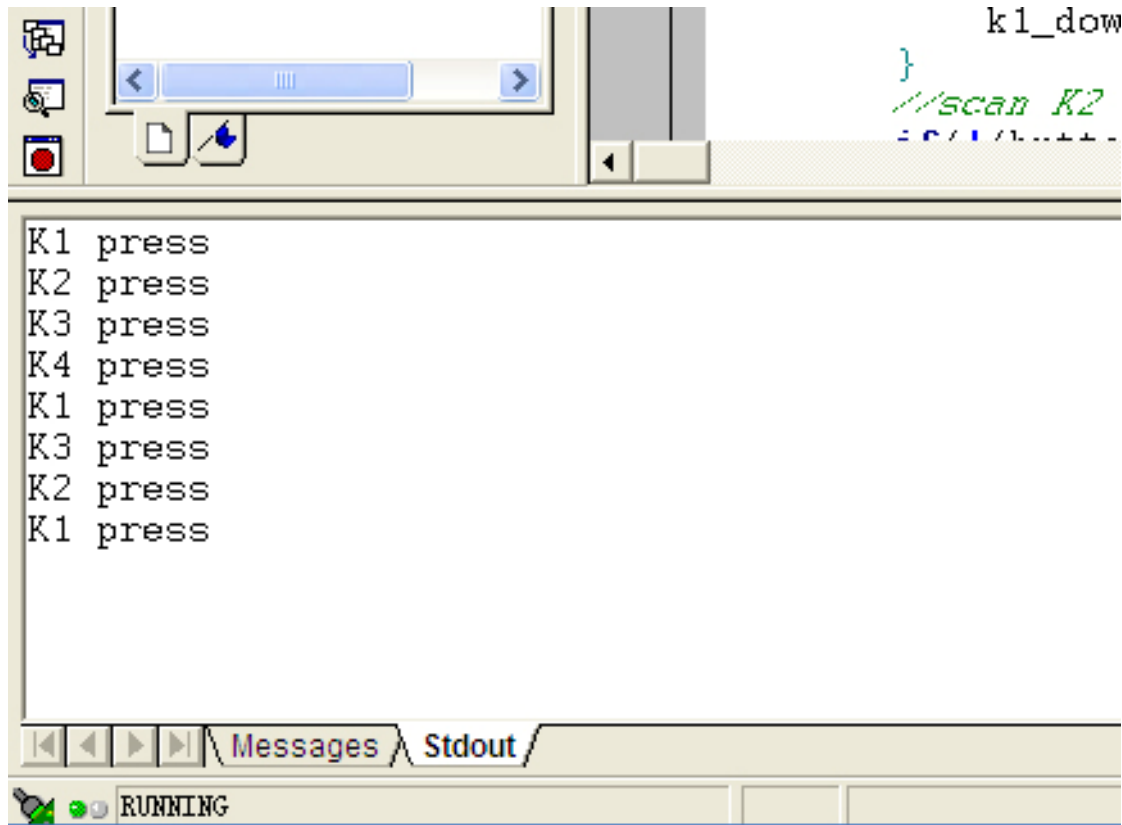 k1_dow
}
//scan K2
K1 press
K2 press
K3 press
K4 press
K1 press
K3 press
K2 press
K1 press
Messages
Stdout
RUNNING